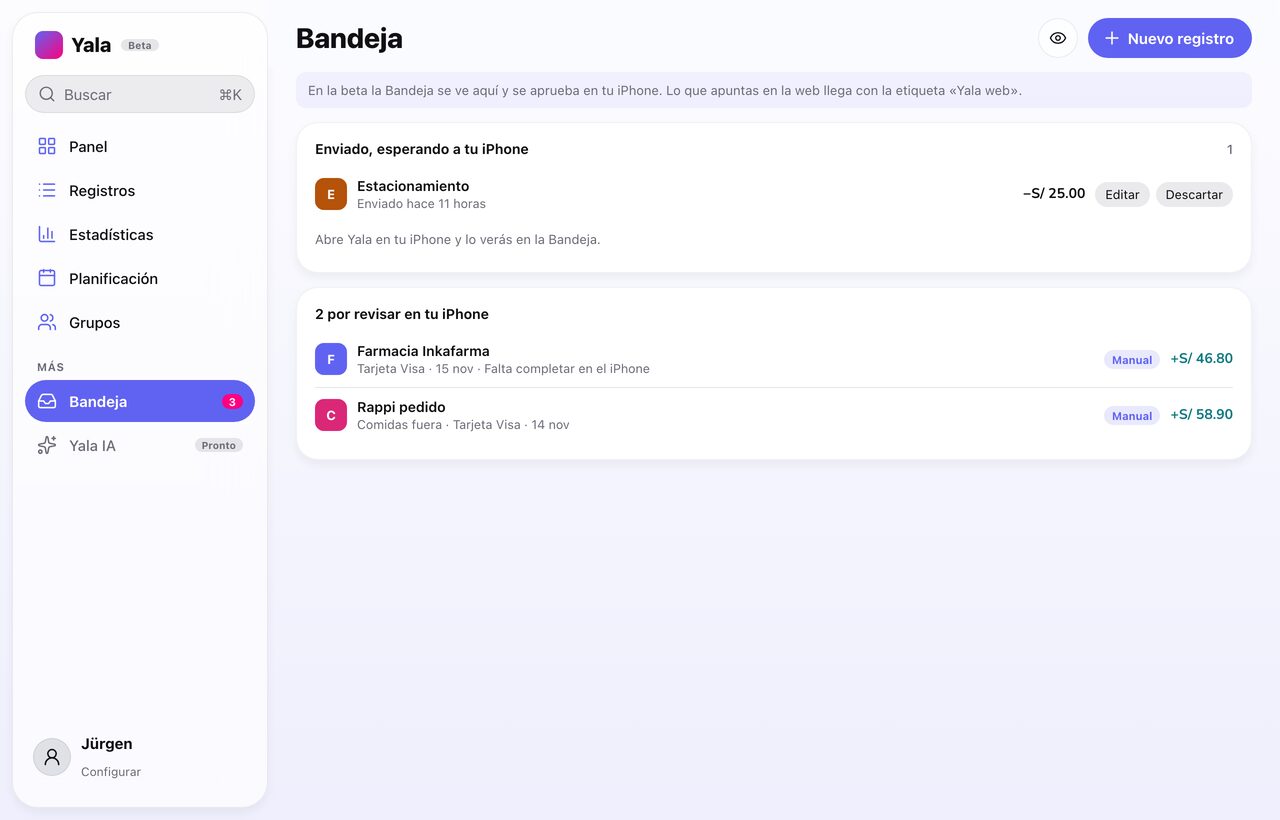 Yala Beta
Buscar ⌘K
Panel
Registros
Estadísticas
Planificación
Grupos
MÁS
Bandeja 3
Yala IA Pronto
Jürgen
Configurar
Bandeja
Nuevo registro
En la beta la Bandeja se ve aquí y se aprueba en tu iPhone. Lo que apuntas en la web llega con la etiqueta «Yala web».
Enviado, esperando a tu iPhone 1
E
Estacionamiento
Enviado hace 11 horas
−S/ 25.00 Editar Descartar
Abre Yala en tu iPhone y lo verás en la Bandeja.
2 por revisar en tu iPhone
F
Farmacia Inkafarma
Tarjeta Visa · 15 nov · Falta completar en el iPhone
Manual +S/ 46.80
C
Rappi pedido
Comidas fuera · Tarjeta Visa · 14 nov
Manual +S/ 58.90